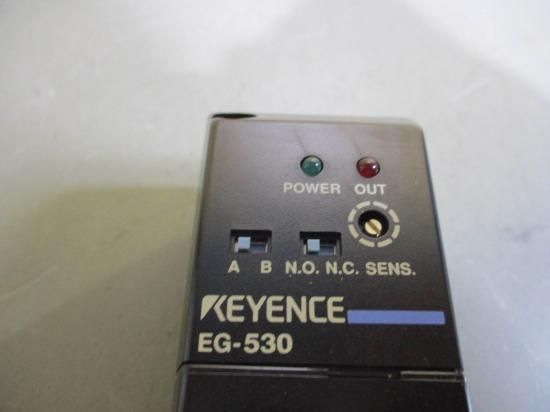 POWER OUT
A B N.O. N.C. SENS.
KEYENCE
EG-530